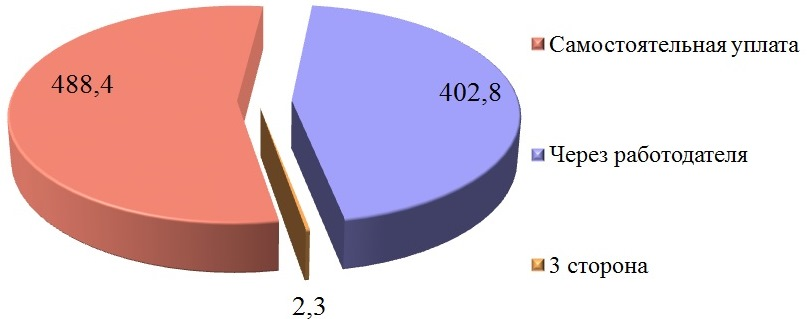 488,4
402,8
2,3
Самостоятельная уплата
Через работодателя
3 сторона